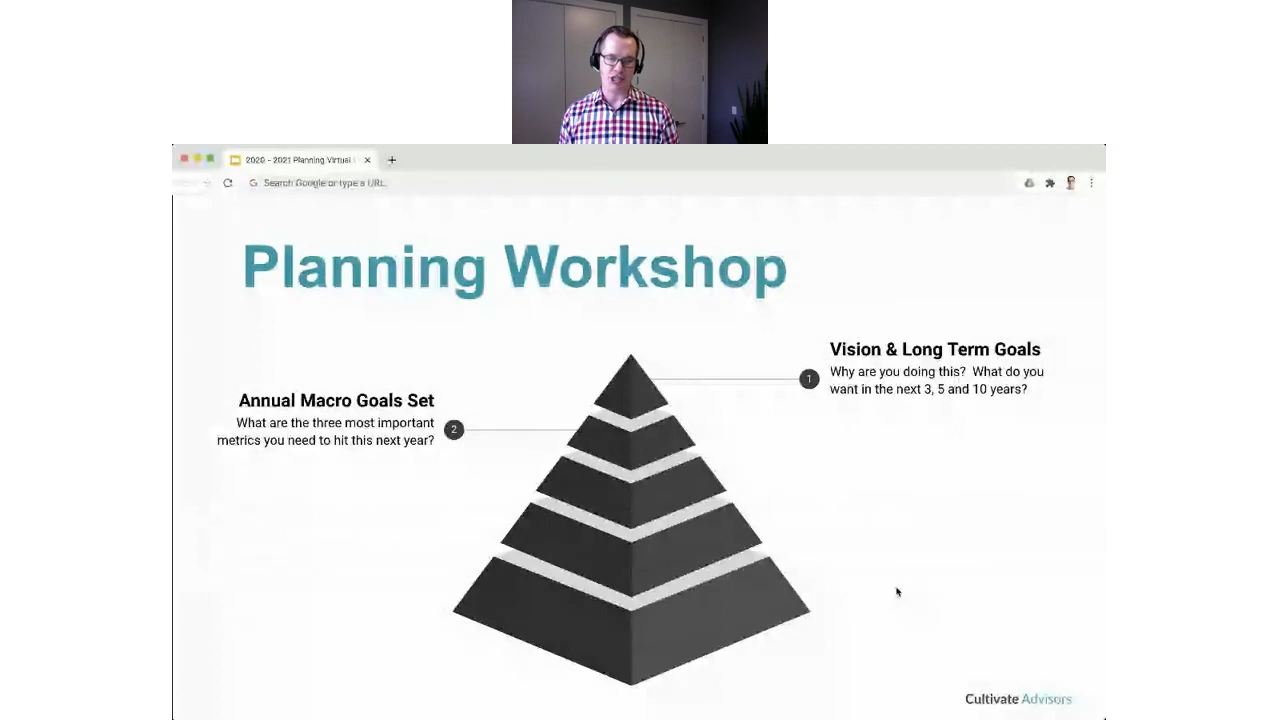 2020 - 2021 Planning Virtual
Search Google or type a URL
Planning Workshop
Vision & Long Term Goals
Why are you doing this? What do you
want in the next 3, 5 and 10 years?
1
Annual Macro Goals Set
What are the three most important
metrics you need to hit this next year?
2
Cultivate Advisors